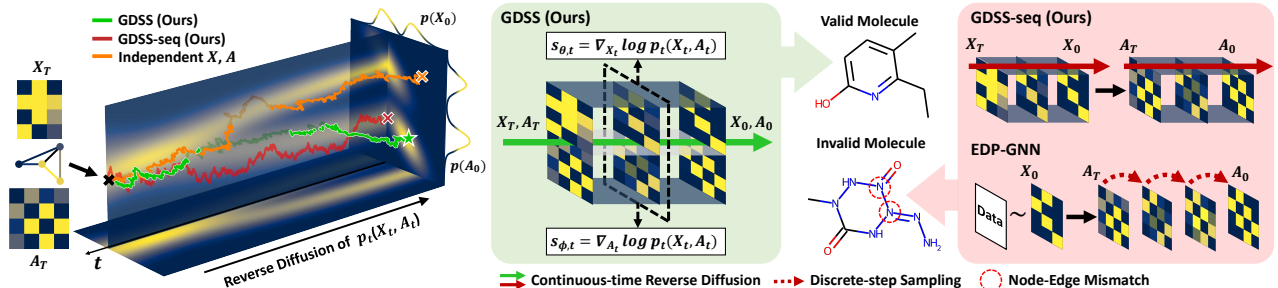 GDSS (Ours)
GDSS-seq (Ours)
Independent X, A
p(X_0)
X_T
A_T
p(A_0)
t
Reverse Diffusion of p_t(X_t, A_t)
GDSS (Ours)
s_{θ,t} = ∇_{X_t} log p_t(X_t, A_t)
X_T, A_T
X_0, A_0
s_{ϕ,t} = ∇_{A_t} log p_t(X_t, A_t)
Valid Molecule
HO
N
Invalid Molecule
O
HN
N
N
N
N
O
NH
NH_2
GDSS-seq (Ours)
X_T
X_0
A_T
A_0
EDP-GNN
X_0
A_T
A_0
Data
~
Continuous-time Reverse Diffusion
Discrete-step Sampling
Node-Edge Mismatch